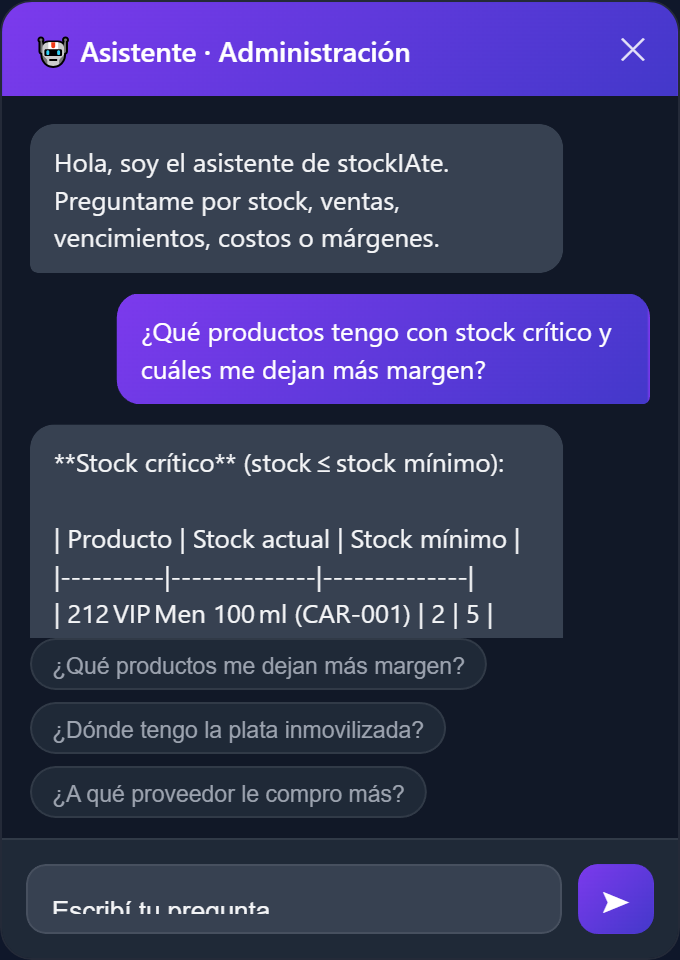 Asistente · Administración
Hola, soy el asistente de stockIAte.
Preguntame por stock, ventas,
vencimientos, costos o márgenes.
¿Qué productos tengo con stock crítico y
cuáles me dejan más margen?
**Stock crítico** (stock ≤ stock mínimo):
| Producto | Stock actual | Stock mínimo |
|----------|--------------|--------------|
| 212 VIP Men 100 ml (CAR-001) | 2 | 5 |
¿Qué productos me dejan más margen?
¿Dónde tengo la plata inmovilizada?
¿A qué proveedor le compro más?
Escribí tu pregunta